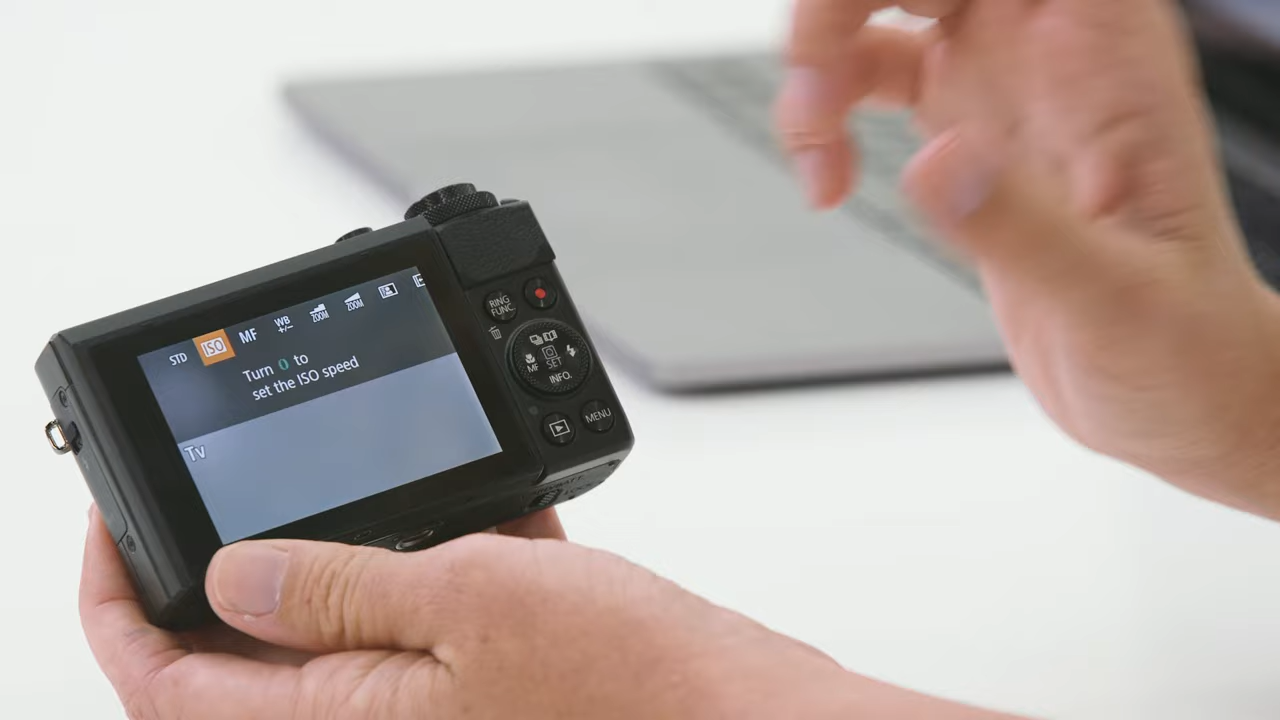 STD ISO MF WB +/− ZOOM ZOOM
Turn to
set the ISO speed
Tv
RING
FUNC.
MF
SET
INFO.
MENU